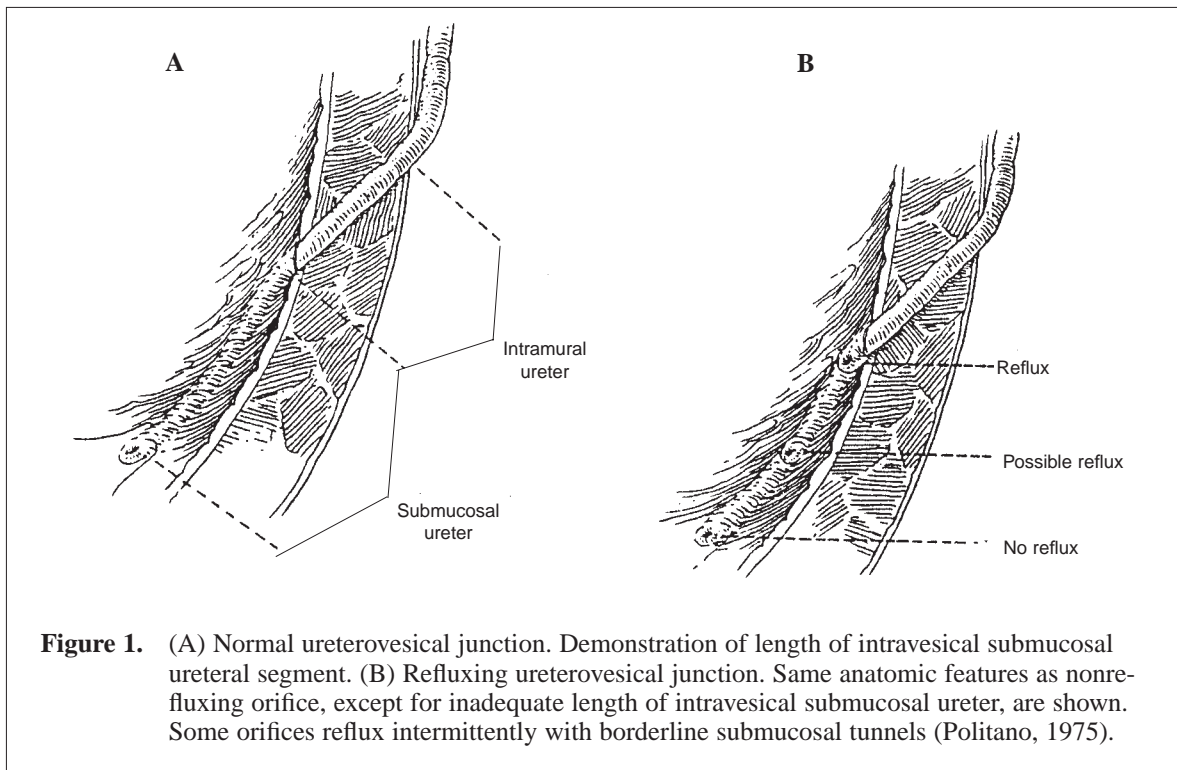 A
B
Intramural
ureter
Submucosal
ureter
Reflux
Possible reflux
No reflux
Figure 1. (A) Normal ureterovesical junction. Demonstration of length of intravesical submucosal
ureteral segment. (B) Refluxing ureterovesical junction. Same anatomic features as nonre-
fluxing orifice, except for inadequate length of intravesical submucosal ureter, are shown.
Some orifices reflux intermittently with borderline submucosal tunnels (Politano, 1975).